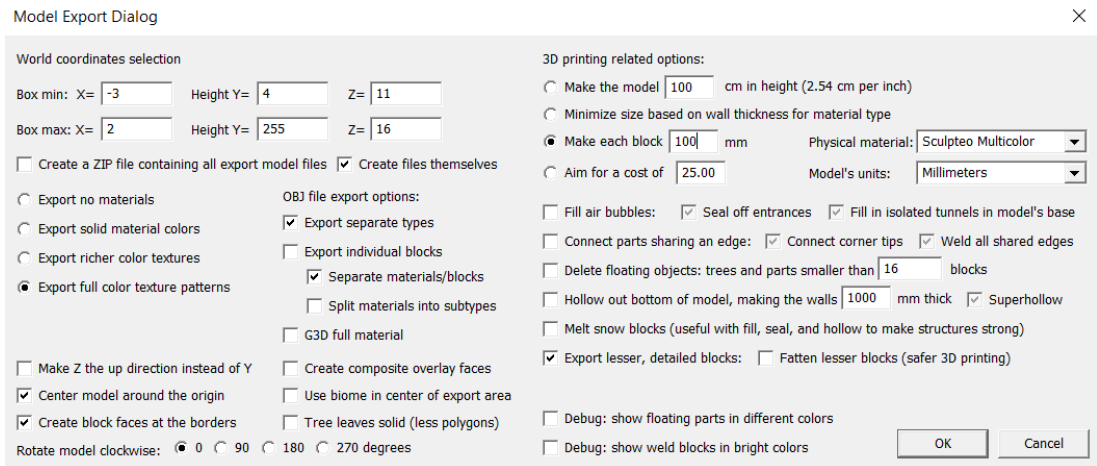 Model Export Dialog
World coordinates selection
Box min: X= -3 Height Y= 4 Z= 11
Box max: X= 2 Height Y= 255 Z= 16
Create a ZIP file containing all export model files Create files themselves
Export no materials
Export solid material colors
Export richer color textures
Export full color texture patterns
OBJ file export options:
Export separate types
Export individual blocks
Separate materials/blocks
Split materials into subtypes
G3D full material
Make Z the up direction instead of Y
Center model around the origin
Create block faces at the borders
Create composite overlay faces
Use biome in center of export area
Tree leaves solid (less polygons)
Rotate model clockwise: 0 90 180 270 degrees
3D printing related options:
Make the model 100 cm in height (2.54 cm per inch)
Minimize size based on wall thickness for material type
Make each block 100 mm Physical material: Sculpteo Multicolor
Aim for a cost of 25.00 Model's units: Millimeters
Fill air bubbles: Seal off entrances Fill in isolated tunnels in model's base
Connect parts sharing an edge: Connect corner tips Weld all shared edges
Delete floating objects: trees and parts smaller than 16 blocks
Hollow out bottom of model, making the walls 1000 mm thick Superhollow
Melt snow blocks (useful with fill, seal, and hollow to make structures strong)
Export lesser, detailed blocks: Fatten lesser blocks (safer 3D printing)
Debug: show floating parts in different colors
Debug: show weld blocks in bright colors
OK Cancel